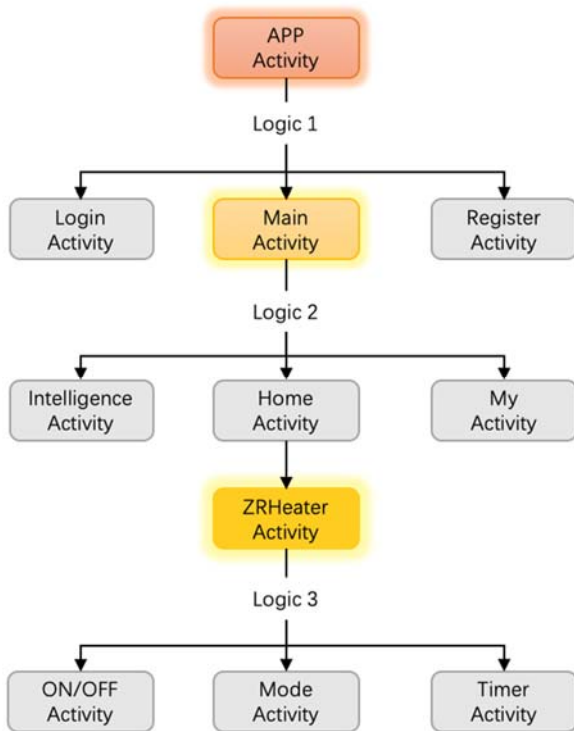 APP
Activity
Logic 1
Login
Activity
Main
Activity
Register
Activity
Logic 2
Intelligence
Activity
Home
Activity
My
Activity
ZRHeater
Activity
Logic 3
ON/OFF
Activity
Mode
Activity
Timer
Activity